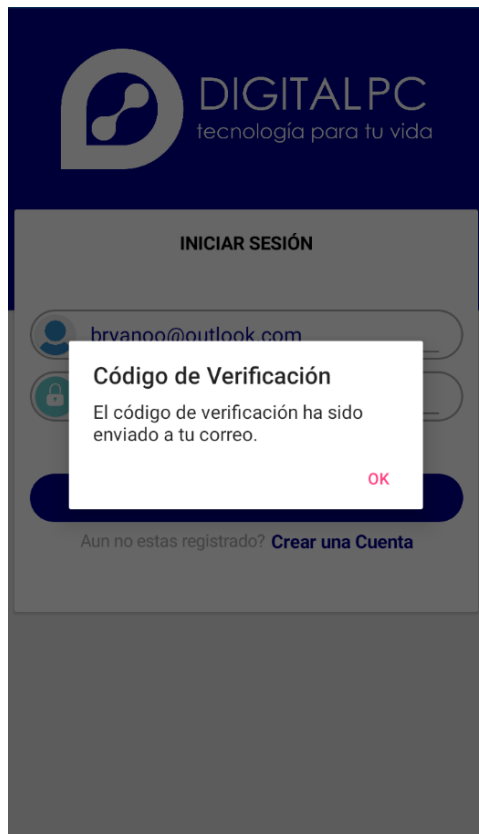 DIGITALPC
tecnología para tu vida
INICIAR SESIÓN
bryanoo@outlook.com
Código de Verificación
El código de verificación ha sido
enviado a tu correo.
OK
Aun no estas registrado? Crear una Cuenta